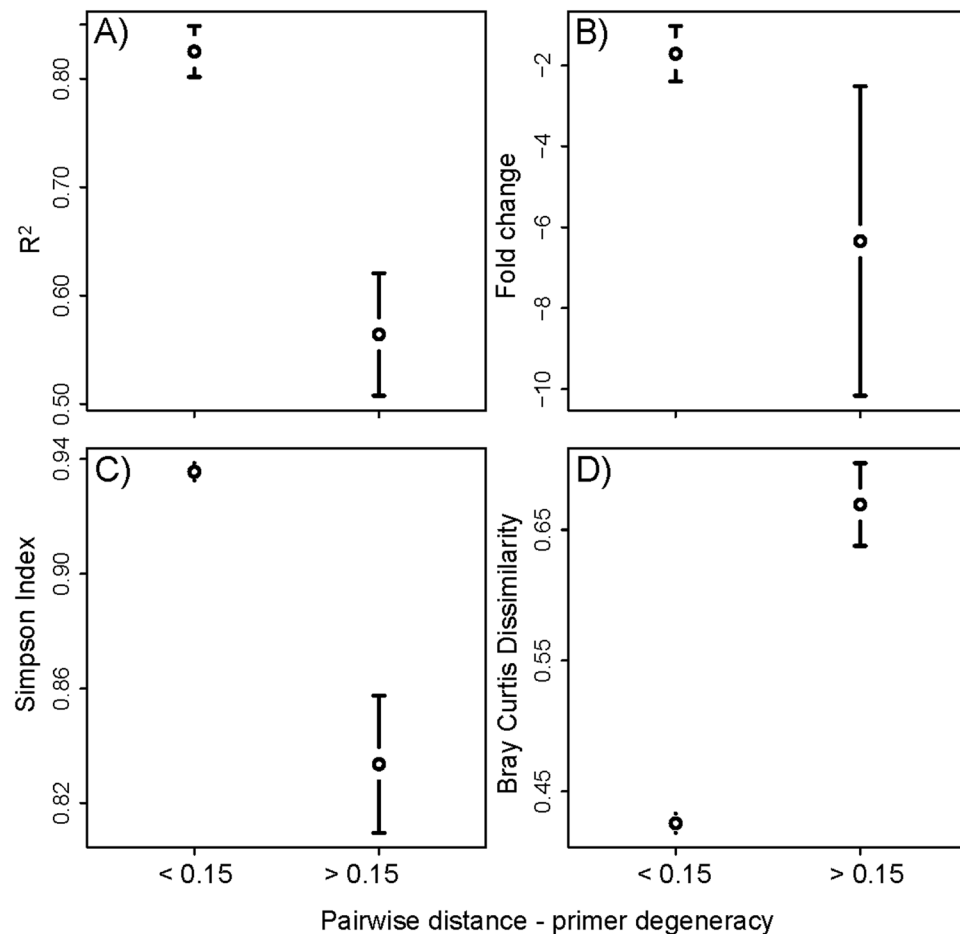 A)
R²
0.80
0.70
0.60
0.50
B)
Fold change
−2
−4
−6
−8
−10
C)
Simpson Index
0.94
0.90
0.86
0.82
< 0.15
> 0.15
D)
Bray Curtis Dissimilarity
0.65
0.55
0.45
< 0.15
> 0.15
Pairwise distance - primer degeneracy